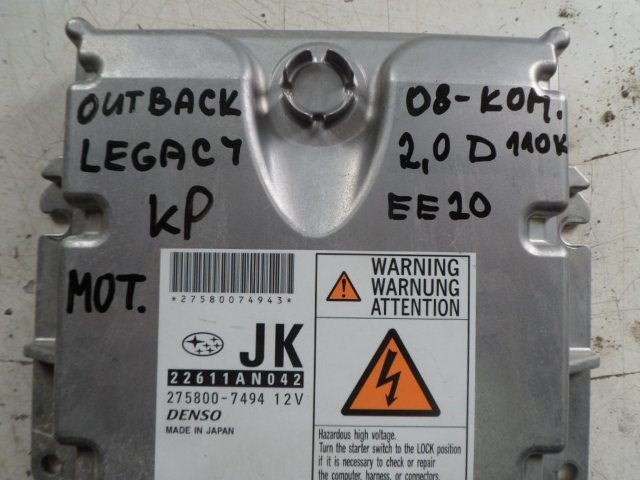 OUTBACK 08-KOM.
LEGACY 2,0 D 110K
KP EE20
MOT.
*27580074943*
JK
22611AN042
275800-7494 12V
DENSO
MADE IN JAPAN
WARNING
WARNUNG
ATTENTION
Hazardous high voltage.
Turn the starter switch to the LOCK position
if it is necessary to check or repair
the computer, harness, or connectors.